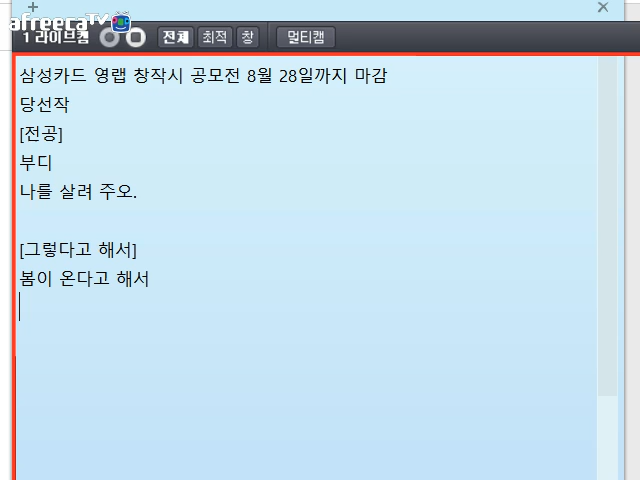 afreecaTV
1 라이브캠
전체 최적 창 멀티캠
삼성카드 영랩 창작시 공모전 8월 28일까지 마감
당선작
[전공]
부디
나를 살려 주오.
[그렇다고 해서]
봄이 온다고 해서